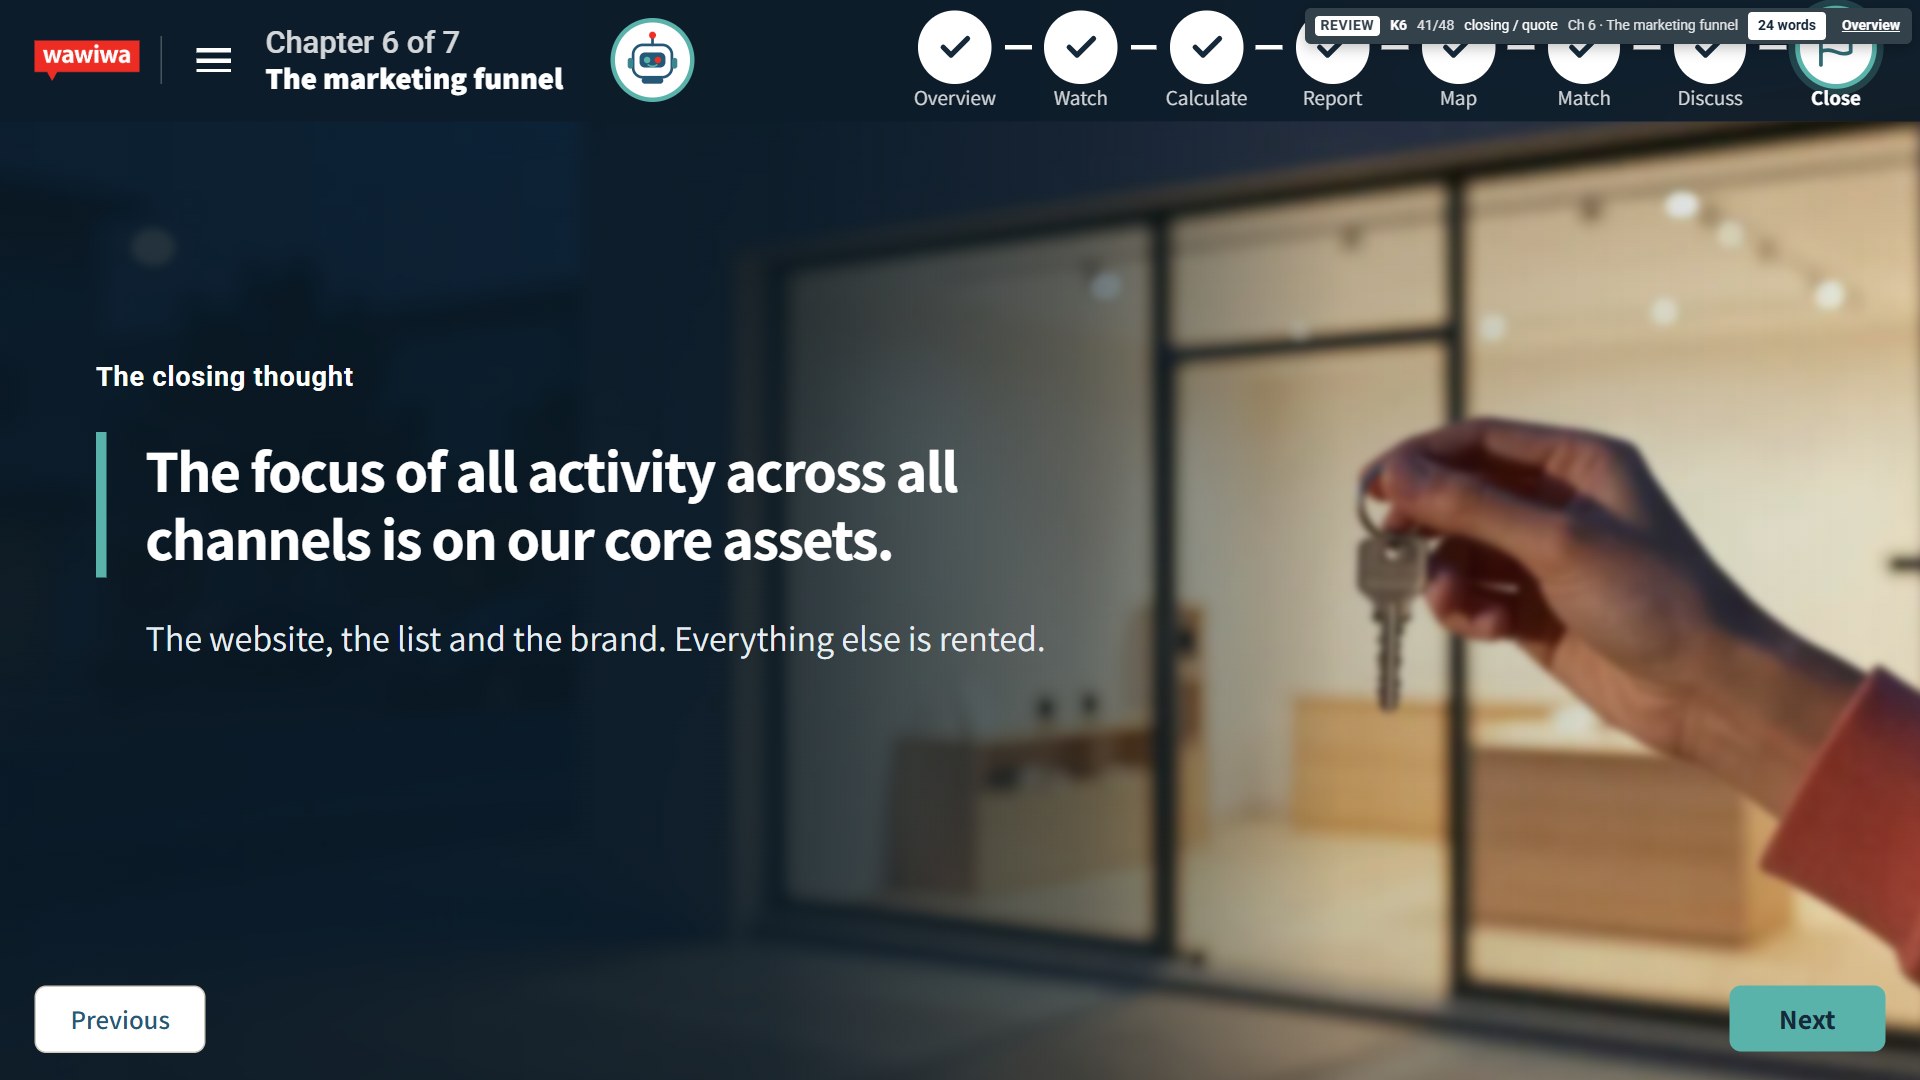 wawiwa
Chapter 6 of 7
The marketing funnel
REVIEW K6 41/48 closing / quote Ch 6 · The marketing funnel 24 words Overview
Overview
Watch
Calculate
Report
Map
Match
Discuss
Close
The closing thought
The focus of all activity across all
channels is on our core assets.
The website, the list and the brand. Everything else is rented.
Previous
Next